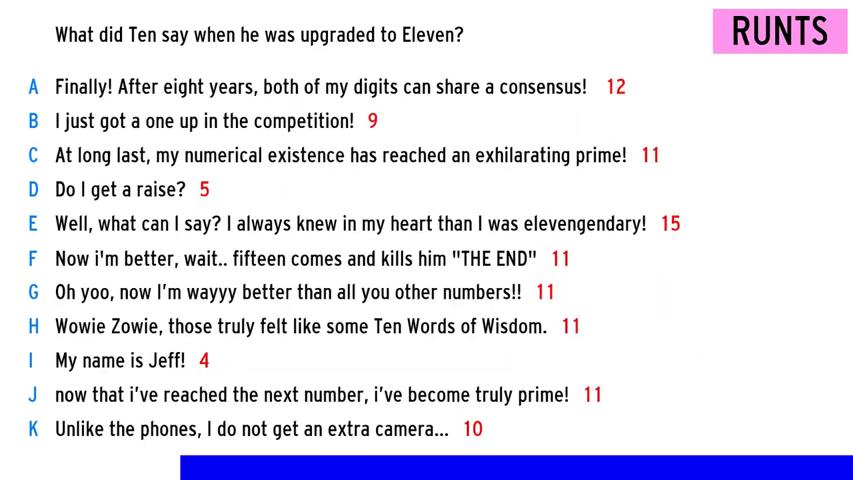 What did Ten say when he was upgraded to Eleven?
RUNTS
A Finally! After eight years, both of my digits can share a consensus! 12
B I just got a one up in the competition! 9
C At long last, my numerical existence has reached an exhilarating prime! 11
D Do I get a raise? 5
E Well, what can I say? I always knew in my heart than I was elevengendary! 15
F Now i'm better, wait.. fifteen comes and kills him "THE END" 11
G Oh yoo, now I'm wayyy better than all you other numbers!! 11
H Wowie Zowie, those truly felt like some Ten Words of Wisdom. 11
I My name is Jeff! 4
J now that i've reached the next number, i've become truly prime! 11
K Unlike the phones, I do not get an extra camera... 10